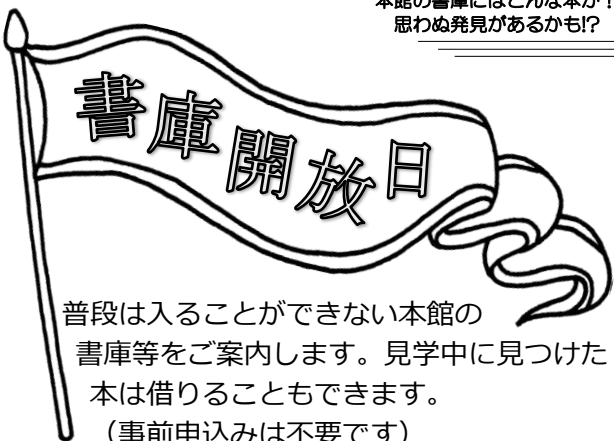 本館の書庫にはどんな本が?
思わぬ発見があるかも!?
書庫開放日
普段は入ることができない本館の
書庫等をご案内します。見学中に見つけた
本は借りることもできます。
(事前申込みは不要です)